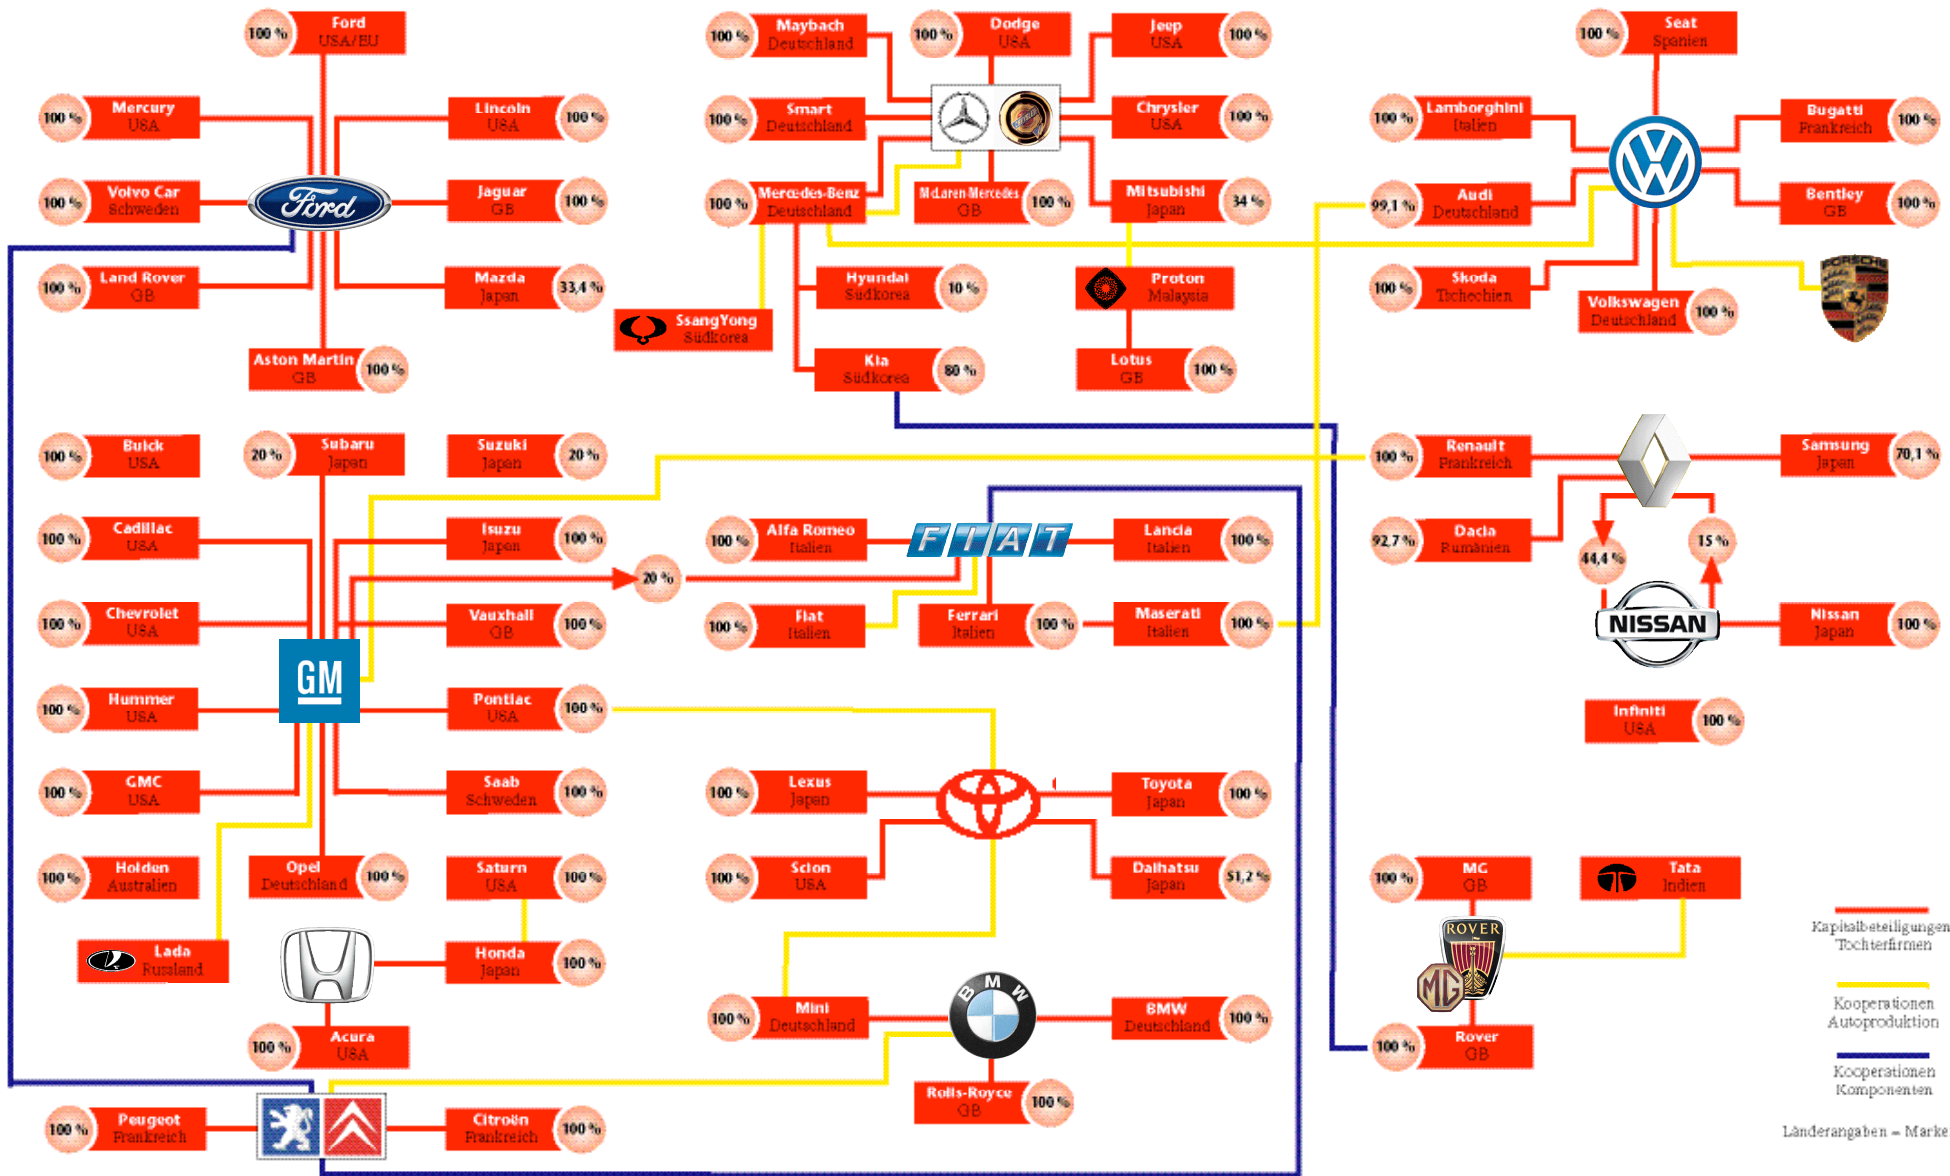 100 %
Ford
USA/EU
100 %
Mercury
USA
Lincoln
USA
100 %
100 %
Volvo Car
Schweden
Ford
Jaguar
GB
100 %
100 %
Land Rover
GB
Mazda
Japan
33,4 %
Aston Martin
GB
100 %
100 %
Maybach
Deutschland
100 %
Dodge
USA
Jeep
USA
100 %
100 %
Smart
Deutschland
Chrysler
USA
100 %
100 %
Mercedes-Benz
Deutschland
McLaren Mercedes
GB
100 %
Mitsubishi
Japan
34 %
Hyundai
Südkorea
10 %
Proton
Malaysia
SsangYong
Südkorea
Kia
Südkorea
80 %
Lotus
GB
100 %
100 %
Seat
Spanien
100 %
Lamborghini
Italien
Bugatti
Frankreich
100 %
99,1 %
Audi
Deutschland
Bentley
GB
100 %
100 %
Skoda
Tschechien
Volkswagen
Deutschland
100 %
PORSCHE
100 %
Buick
USA
20 %
Subaru
Japan
Suzuki
Japan
20 %
100 %
Cadillac
USA
Isuzu
Japan
100 %
20 %
100 %
Chevrolet
USA
Vauxhall
GB
100 %
GM
100 %
Hummer
USA
Pontiac
USA
100 %
100 %
GMC
USA
Saab
Schweden
100 %
100 %
Holden
Australien
Opel
Deutschland
100 %
Saturn
USA
100 %
Lada
Russland
Honda
Japan
100 %
100 %
Acura
USA
100 %
Peugeot
Frankreich
Citroën
Frankreich
100 %
100 %
Alfa Romeo
Italien
FIAT
Lancia
Italien
100 %
100 %
Fiat
Italien
Ferrari
Italien
100 %
Maserati
Italien
100 %
100 %
Lexus
Japan
Toyota
Japan
100 %
100 %
Scion
USA
Daihatsu
Japan
51,2 %
100 %
Mini
Deutschland
BMW
BMW
Deutschland
100 %
Rolls-Royce
GB
100 %
100 %
Renault
Frankreich
Samsung
Japan
70,1 %
92,7 %
Dacia
Rumänien
44,4 %
15 %
NISSAN
Nissan
Japan
100 %
Infiniti
USA
100 %
100 %
MG
GB
Tata
Indien
ROVER
MG
100 %
Rover
GB
Kapitalbeteiligungen
Tochterfirmen
Kooperationen
Autoproduktion
Kooperationen
Komponenten
Länderangaben = Marke